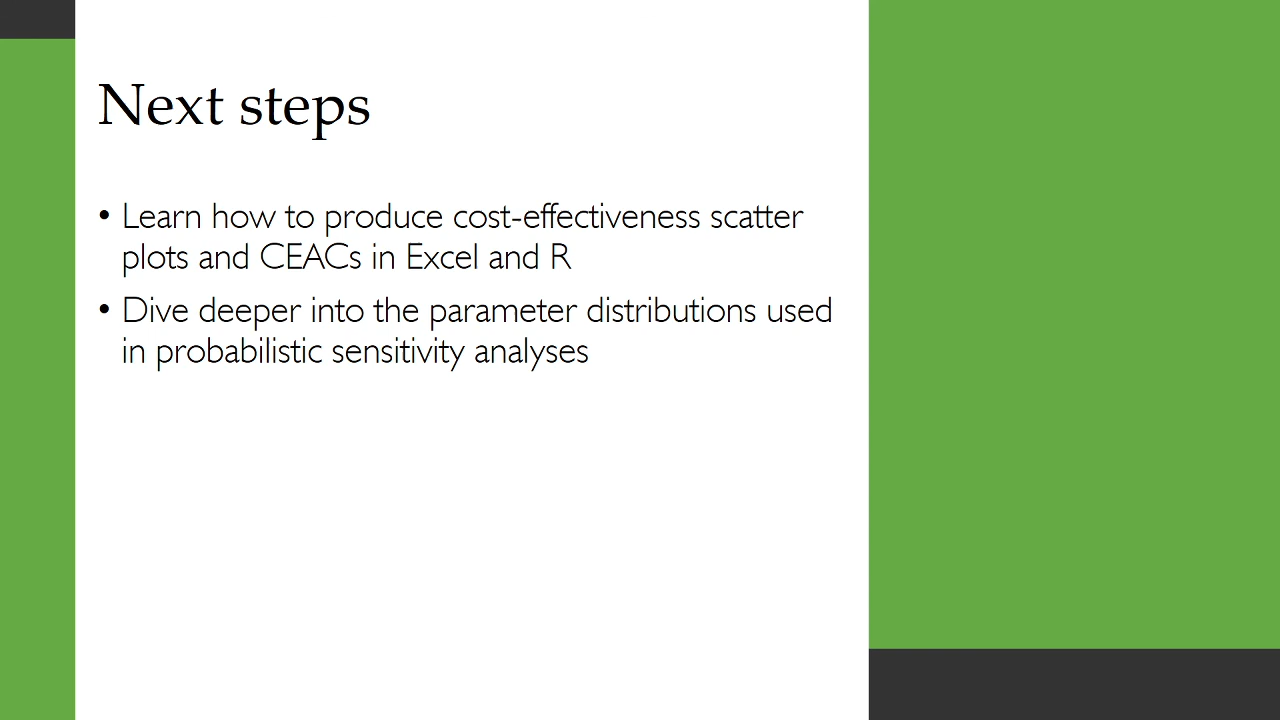 Next steps
• Learn how to produce cost-effectiveness scatter
plots and CEACs in Excel and R
• Dive deeper into the parameter distributions used
in probabilistic sensitivity analyses